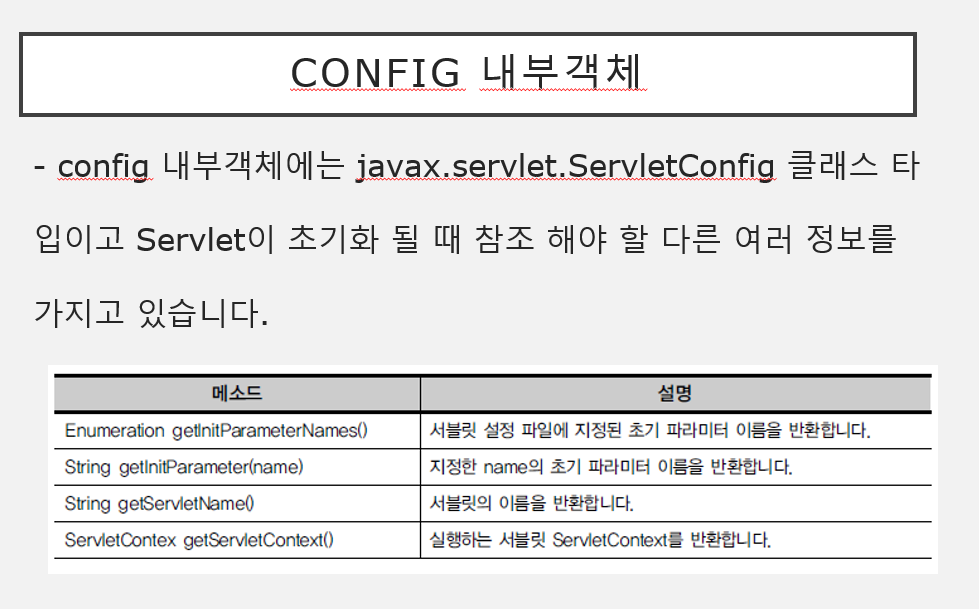 CONFIG 내부객체
- config 내부객체에는 javax.servlet.ServletConfig 클래스 타
입이고 Servlet이 초기화 될 때 참조 해야 할 다른 여러 정보를
가지고 있습니다.
메소드 설명
Enumeration getInitParameterNames() 서블릿 설정 파일에 지정된 초기 파라미터 이름을 반환합니다.
String getInitParameter(name) 지정한 name의 초기 파라미터 이름을 반환합니다.
String getServletName() 서블릿의 이름을 반환합니다.
ServletContex getServletContext() 실행하는 서블릿 ServletContext를 반환합니다.